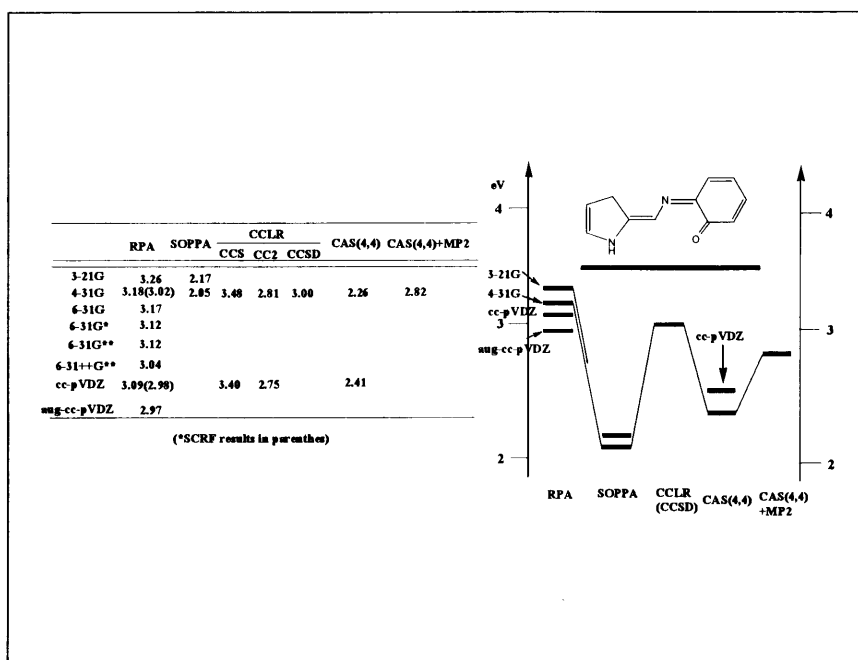 CCLR
RPA SOPPA CCS CC2 CCSD CAS(4,4) CAS(4,4)+MP2
3-21G 3.26 2.17
4-31G 3.18(3.02) 2.05 3.48 2.81 3.00 2.26 2.82
6-31G 3.17
6-31G* 3.12
6-31G** 3.12
6-31++G** 3.04
cc-pVDZ 3.09(2.98) 3.40 2.75 2.41
aug-cc-pVDZ 2.97
(*SCRF results in parenthes)
eV
4 4
N
O
N
H
3-21G
4-31G
cc-pVDZ
3 3
aug-cc-pVDZ
cc-pVDZ
2 2
RPA SOPPA CCLR CAS(4,4) CAS(4,4)
(CCSD) +MP2